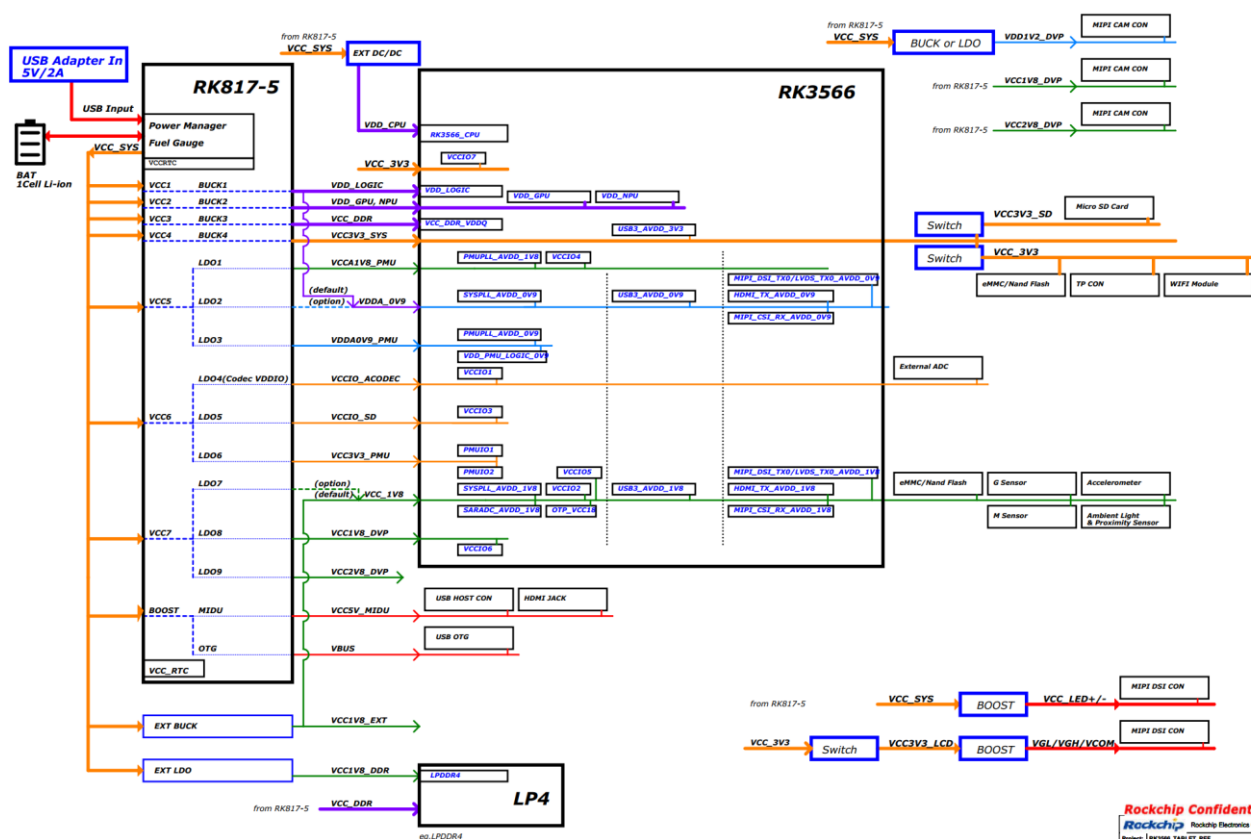 from RK817-5
VCC_SYS
EXT DC/DC
from RK817-5
VCC_SYS
BUCK or LDO
VDD1V2_DVP
MIPI CAM CON
USB Adapter In
5V/2A
RK817-5
RK3566
from RK817-5
VCC1V8_DVP
MIPI CAM CON
USB Input
Power Manager
Fuel Gauge
VCCRTC
BAT
1Cell Li-ion
VCC_SYS
VDD_CPU
RK3566_CPU
from RK817-5
VCC2V8_DVP
MIPI CAM CON
VCC_3V3
VCCIO7
VCC1
BUCK1
VDD_LOGIC
VDD_LOGIC
VCC2
BUCK2
VDD_GPU, NPU
VDD_GPU
VDD_NPU
VCC3
BUCK3
VCC_DDR
VCC_DDR_VDDQ
VCC4
BUCK4
VCC3V3_SYS
USB3_AVDD_3V3
Switch
VCC3V3_SD
Micro SD Card
Switch
VCC_3V3
eMMC/Nand Flash
TP CON
WIFI Module
LDO1
VCCA1V8_PMU
PMUPLL_AVDD_1V8
VCCIO4
VCC5
LDO2
(default)
(option)
VDDA_0V9
SYSPLL_AVDD_0V9
USB3_AVDD_0V9
MIPI_DSI_TX0/LVDS_TX0_AVDD_0V9
HDMI_TX_AVDD_0V9
MIPI_CSI_RX_AVDD_0V9
LDO3
VDDA0V9_PMU
PMUPLL_AVDD_0V9
VDD_PMU_LOGIC_0V9
LDO4(Codec VDDIO)
VCCIO_ACODEC
VCCIO1
External ADC
VCC6
LDO5
VCCIO_SD
VCCIO3
LDO6
VCC3V3_PMU
PMUIO1
PMUIO2
LDO7
(option)
(default)
VCC_1V8
SYSPLL_AVDD_1V8
SARADC_AVDD_1V8
VCCIO5
VCCIO2
OTP_VCC18
USB3_AVDD_1V8
MIPI_DSI_TX0/LVDS_TX0_AVDD_1V8
HDMI_TX_AVDD_1V8
MIPI_CSI_RX_AVDD_1V8
eMMC/Nand Flash
G Sensor
Accelerometer
M Sensor
Ambient Light
& Proximity Sensor
VCC7
LDO8
VCC1V8_DVP
VCCIO6
LDO9
VCC2V8_DVP
BOOST
MIDU
VCC5V_MIDU
USB HOST CON
HDMI JACK
OTG
VBUS
USB OTG
VCC_RTC
EXT BUCK
VCC1V8_EXT
from RK817-5
VCC_SYS
BOOST
VCC_LED+/-
MIPI DSI CON
VCC_3V3
Switch
VCC3V3_LCD
BOOST
VGL/VGH/VCOM
MIPI DSI CON
EXT LDO
VCC1V8_DDR
LPDDR4
LP4
from RK817-5
VCC_DDR
eg.LPDDR4
Rockchip Confident
Rockchip Rockchip Electronics